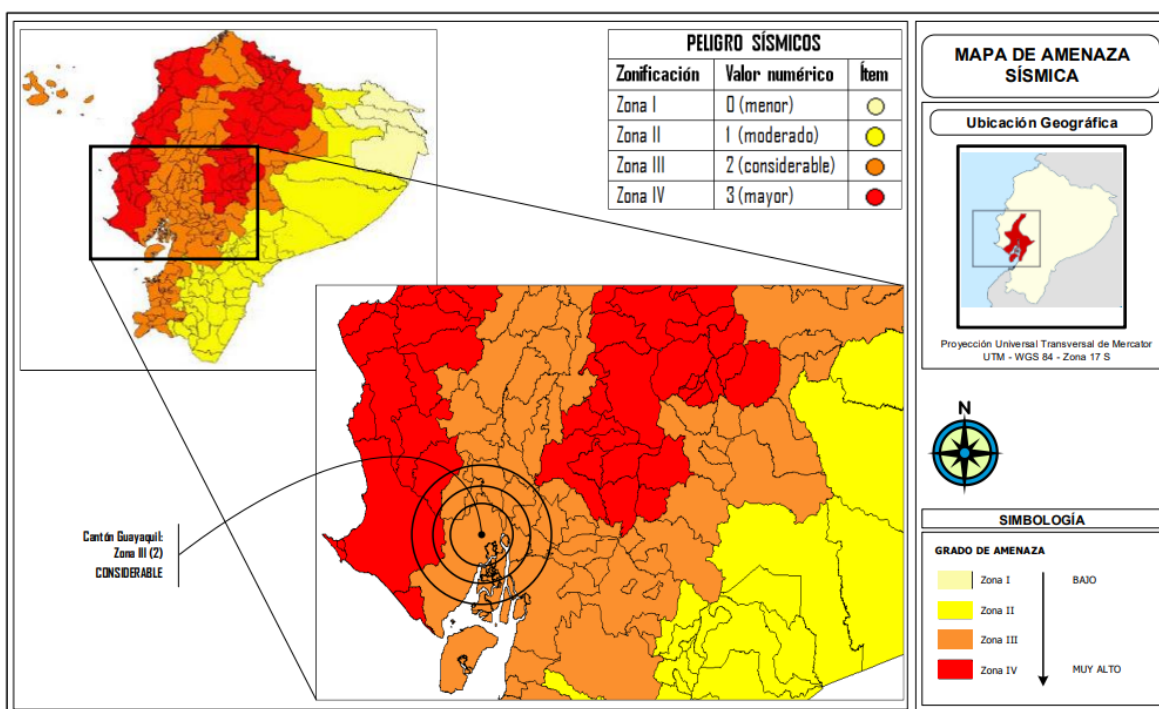 PELIGRO SÍSMICOS
Zonificación Valor numérico Ítem
Zona I 0 (menor)
Zona II 1 (moderado)
Zona III 2 (considerable)
Zona IV 3 (mayor)
Cantón Guayaquil:
Zona III (2)
CONSIDERABLE
MAPA DE AMENAZA
SÍSMICA
Ubicación Geográfica
Proyección Universal Transversal de Mercator
UTM - WGS 84 - Zona 17 S
N
SIMBOLOGÍA
GRADO DE AMENAZA
Zona I BAJO
Zona II
Zona III
Zona IV MUY ALTO